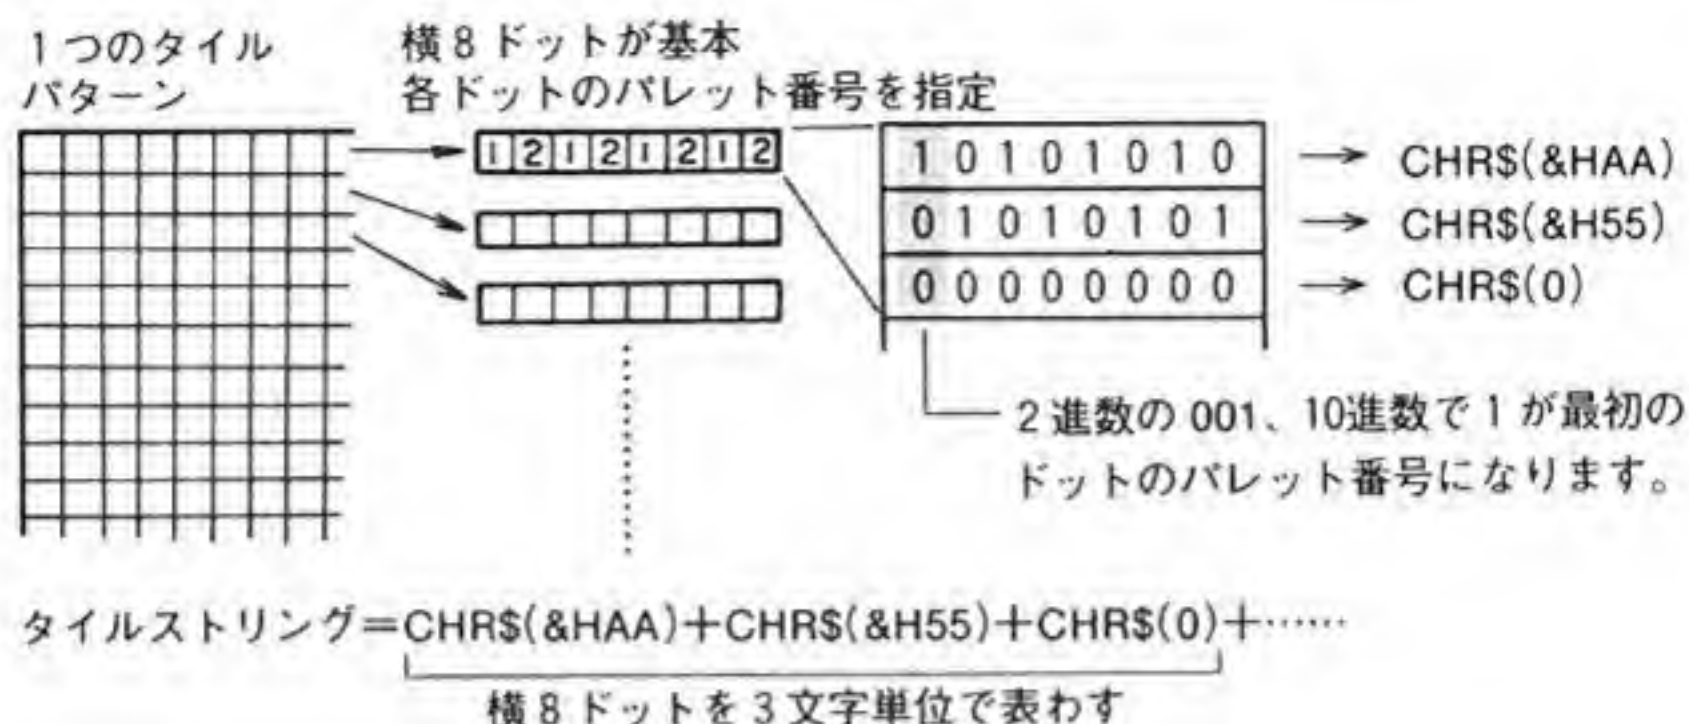 1つのタイル
パターン
横8ドットが基本
各ドットのパレット番号を指定
1 2 1 2 1 2 1 2
1 0 1 0 1 0 1 0 → CHR$(&HAA)
0 1 0 1 0 1 0 1 → CHR$(&H55)
0 0 0 0 0 0 0 0 → CHR$(0)
2進数の001、10進数で1が最初の
ドットのパレット番号になります。
タイルストリング=CHR$(&HAA)+CHR$(&H55)+CHR$(0)+……
横8ドットを3文字単位で表わす